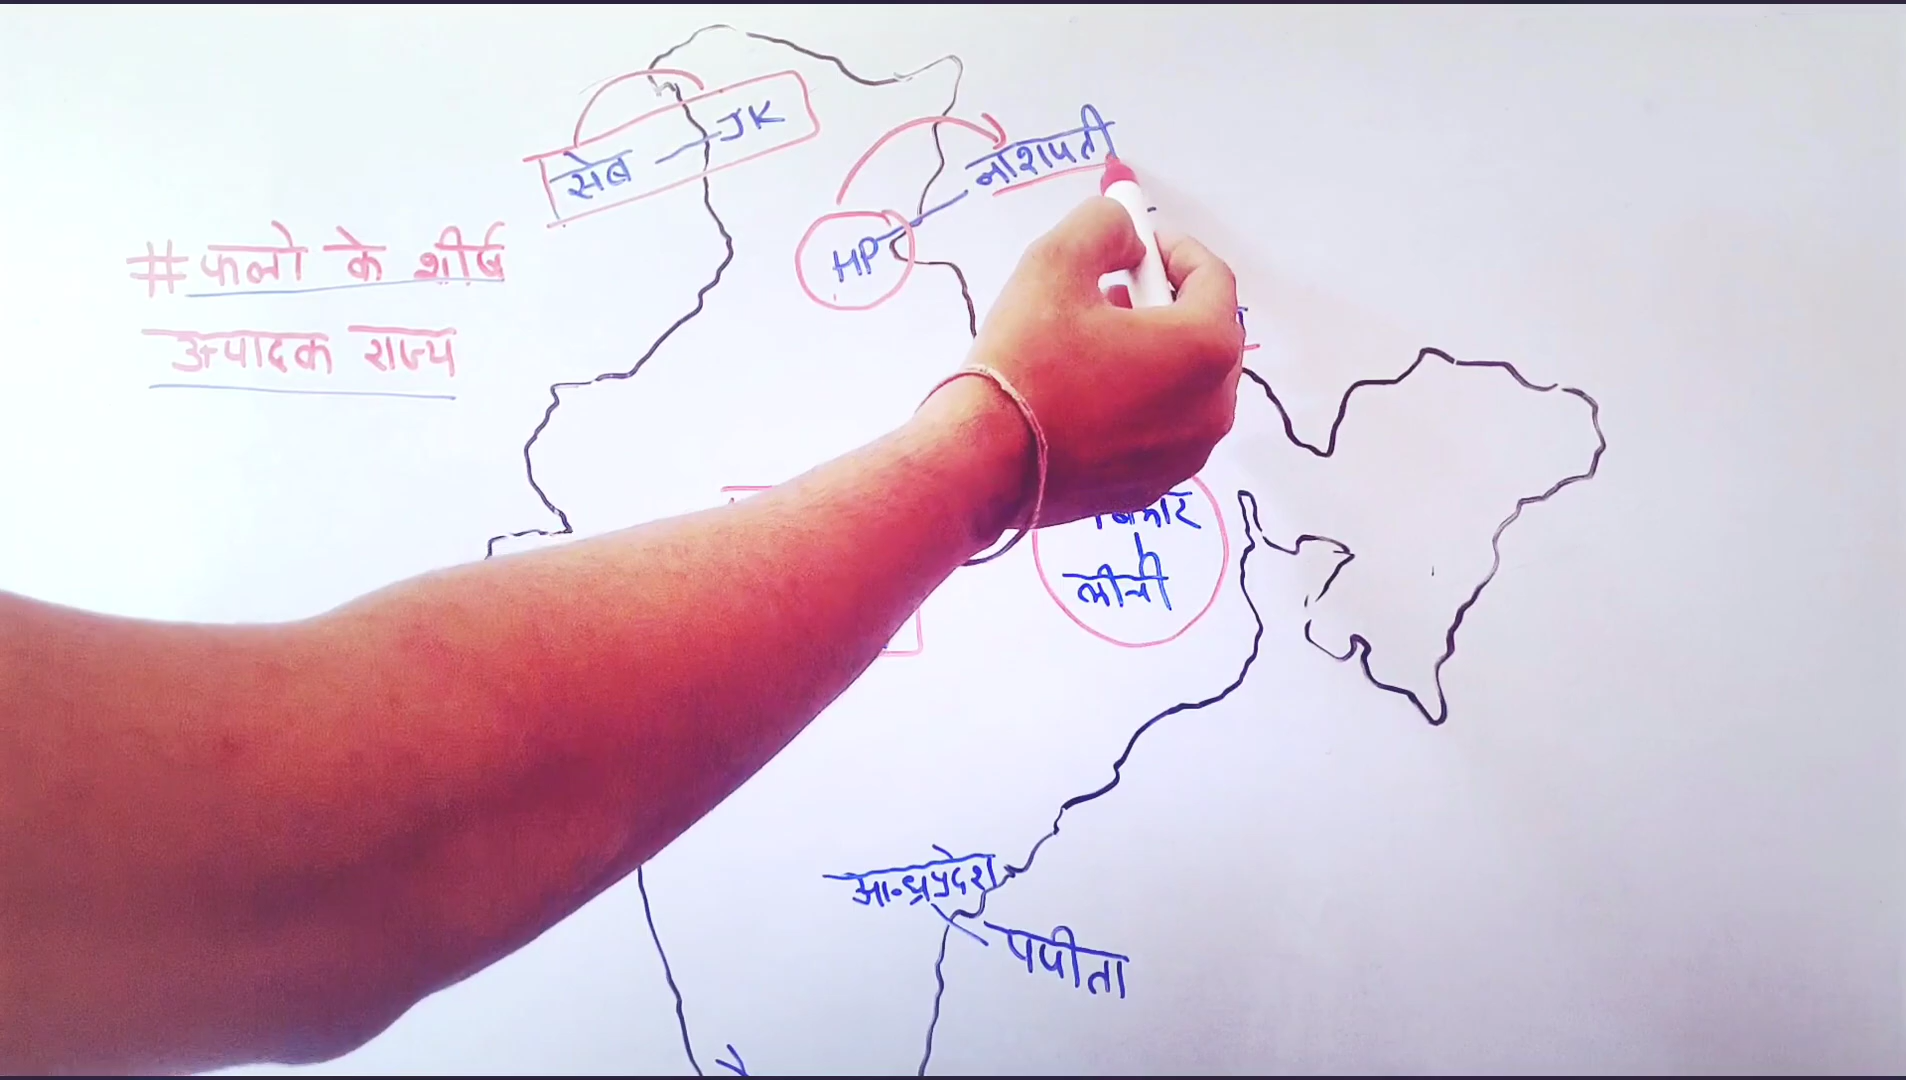 सेब - JK
नाशपती
#फलो के शीर्ष
HP
उत्पादक राज्य
बिहार
लीची
आन्ध्रप्रदेश
पपीता